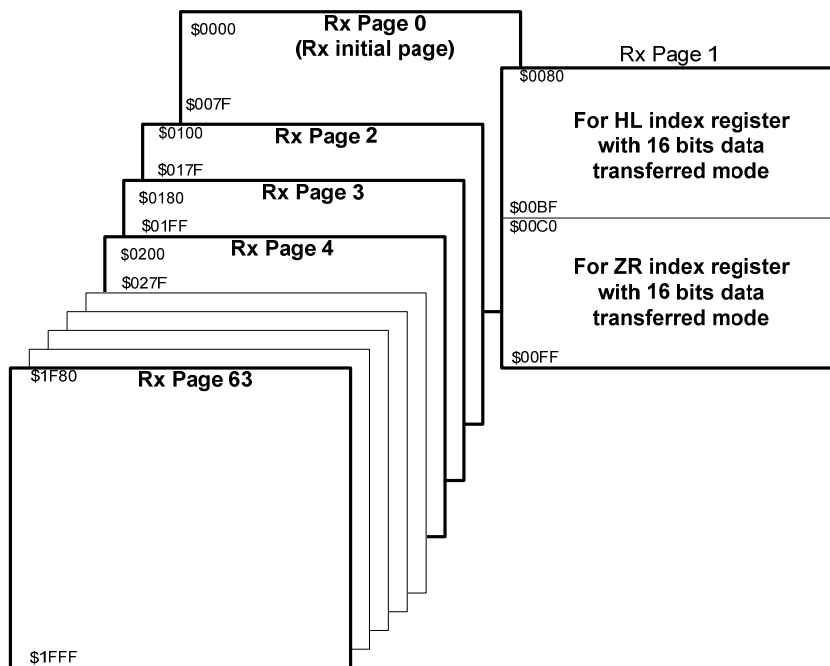 Rx Page 0
(Rx initial page)
$0000
$007F
Rx Page 1
$0080
For HL index register
with 16 bits data
transferred mode
$00BF
$00C0
For ZR index register
with 16 bits data
transferred mode
$00FF
Rx Page 2
$0100
$017F
Rx Page 3
$0180
$01FF
Rx Page 4
$0200
$027F
Rx Page 63
$1F80
$1FFF